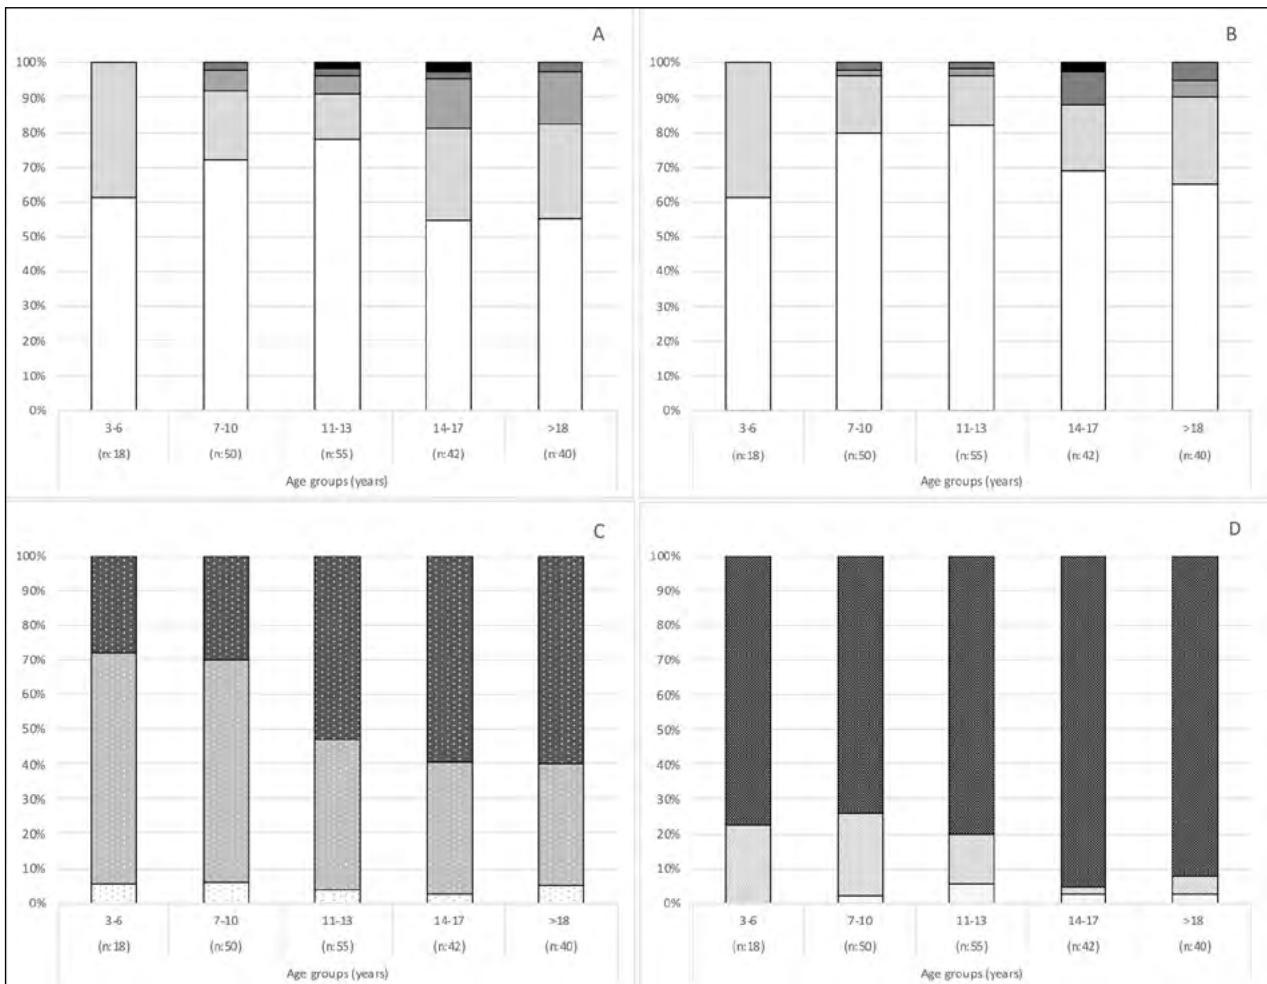 A
100%
90%
80%
70%
60%
50%
40%
30%
20%
10%
0%
3-6 7-10 11-13 14-17 >18
(n:18) (n:50) (n:55) (n:42) (n:40)
Age groups (years)
B
100%
90%
80%
70%
60%
50%
40%
30%
20%
10%
0%
3-6 7-10 11-13 14-17 >18
(n:18) (n:50) (n:55) (n:42) (n:40)
Age groups (years)
C
100%
90%
80%
70%
60%
50%
40%
30%
20%
10%
0%
3-6 7-10 11-13 14-17 >18
(n:18) (n:50) (n:55) (n:42) (n:40)
Age groups (years)
D
100%
90%
80%
70%
60%
50%
40%
30%
20%
10%
0%
3-6 7-10 11-13 14-17 >18
(n:18) (n:50) (n:55) (n:42) (n:40)
Age groups (years)